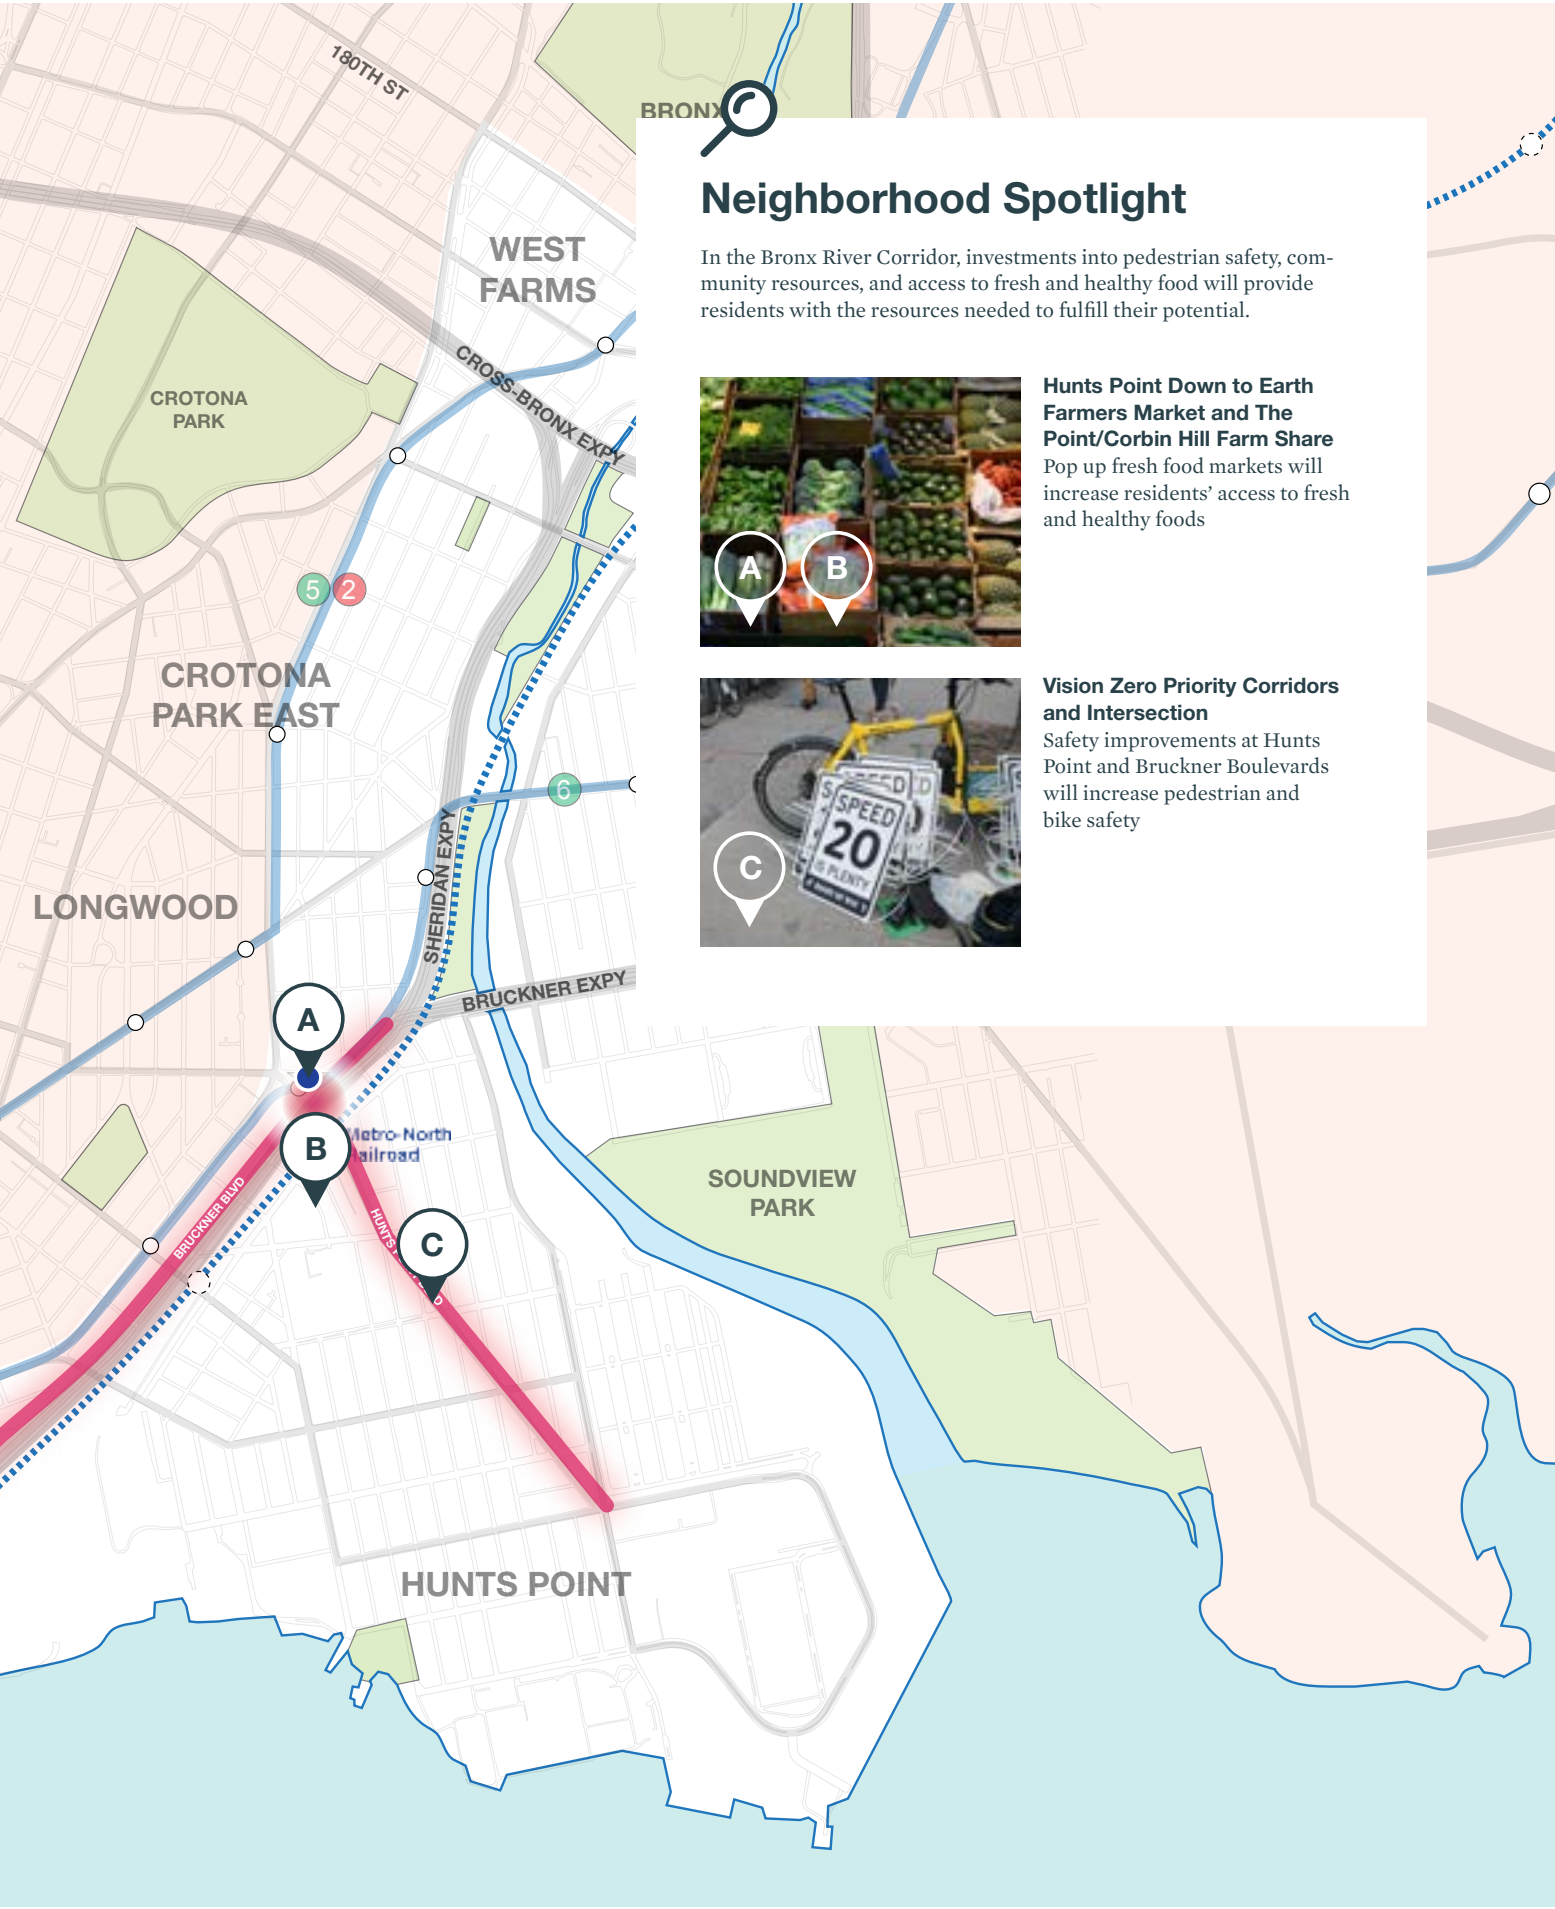 180TH ST
BRONX
Neighborhood Spotlight
In the Bronx River Corridor, investments into pedestrian safety, com-
munity resources, and access to fresh and healthy food will provide
residents with the resources needed to fulfill their potential.
WEST
FARMS
CROSS-BRONX EXPY
CROTONA
PARK
A
B
Hunts Point Down to Earth
Farmers Market and The
Point/Corbin Hill Farm Share
Pop up fresh food markets will
increase residents’ access to fresh
and healthy foods
5
2
CROTONA
PARK EAST
6
SPEED
20
IS PLENTY
C
Vision Zero Priority Corridors
and Intersection
Safety improvements at Hunts
Point and Bruckner Boulevards
will increase pedestrian and
bike safety
SHERIDAN EXPY
LONGWOOD
BRUCKNER EXPY
A
B
Metro-North
Railroad
BRUCKNER BLVD
HUNTS
C
SOUNDVIEW
PARK
HUNTS POINT